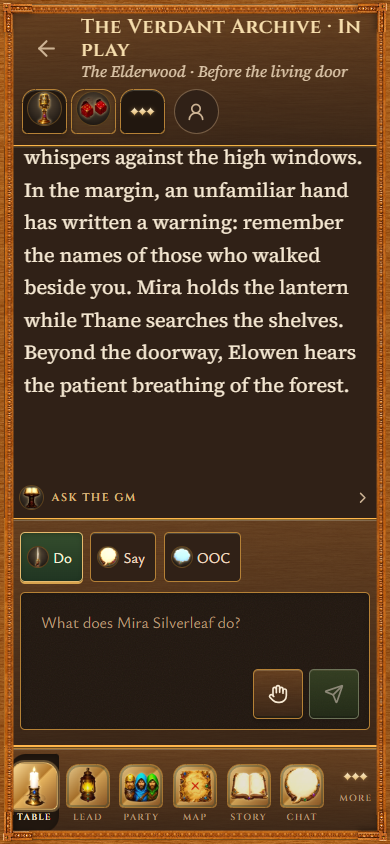 The Verdant Archive · In play
The Elderwood · Before the living door
whispers against the high windows.
In the margin, an unfamiliar hand
has written a warning: remember
the names of those who walked
beside you. Mira holds the lantern
while Thane searches the shelves.
Beyond the doorway, Elowen hears
the patient breathing of the forest.
ASK THE GM
Do
Say
OOC
What does Mira Silverleaf do?
TABLE
LEAD
PARTY
MAP
STORY
CHAT
MORE